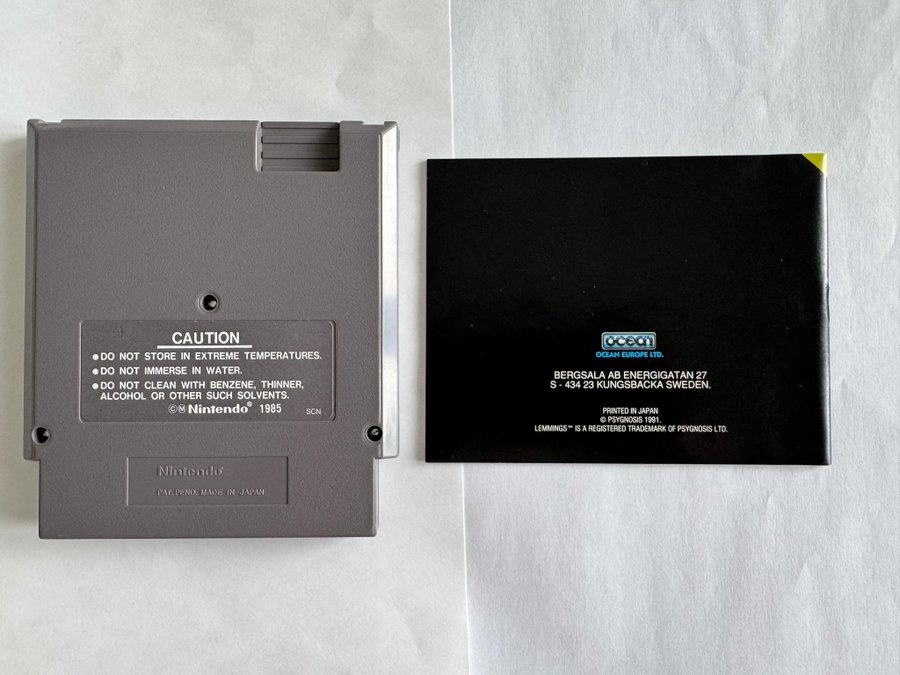 CAUTION
●DO NOT STORE IN EXTREME TEMPERATURES.
●DO NOT IMMERSE IN WATER.
●DO NOT CLEAN WITH BENZENE, THINNER,
ALCOHOL OR OTHER SUCH SOLVENTS.
©Ⓜ Nintendo® 1985 SCN
Nintendo®
PAT. PEND. MADE IN JAPAN
ocean
OCEAN EUROPE LTD.
BERGSALA AB ENERGIGATAN 27
S - 434 23 KUNGSBACKA SWEDEN.
PRINTED IN JAPAN
© PSYGNOSIS 1991.
LEMMINGS™ IS A REGISTERED TRADEMARK OF PSYGNOSIS LTD.